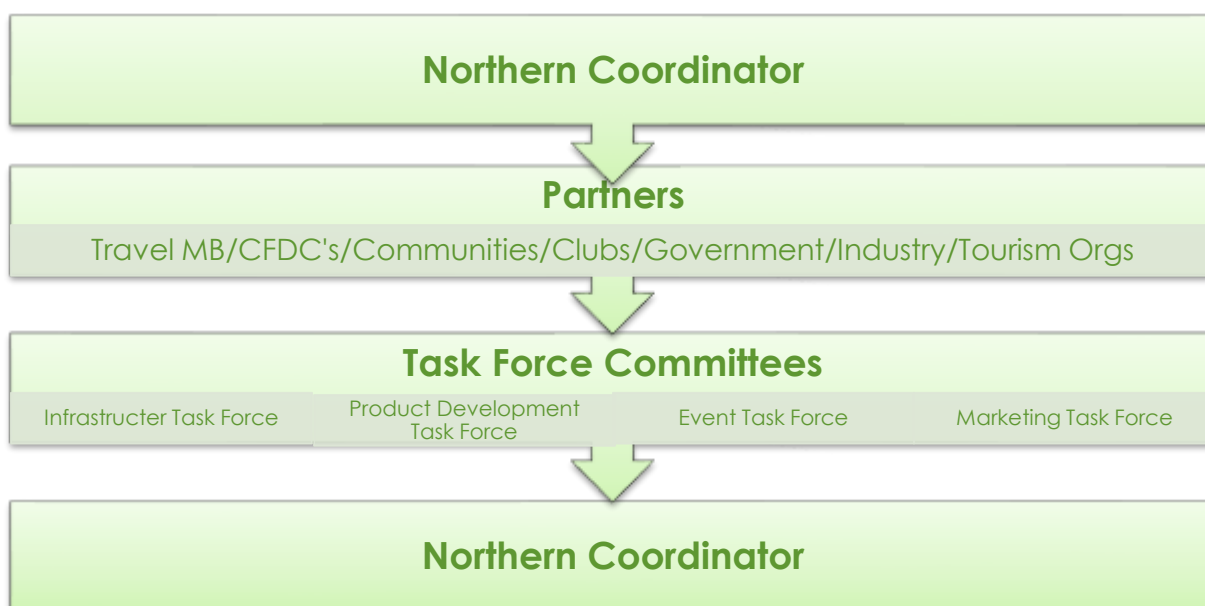 Northern Coordinator
Partners
Travel MB/CFDC's/Communities/Clubs/Government/Industry/Tourism Orgs
Task Force Committees
Infrastructer Task Force
Product Development
Task Force
Event Task Force
Marketing Task Force
Northern Coordinator